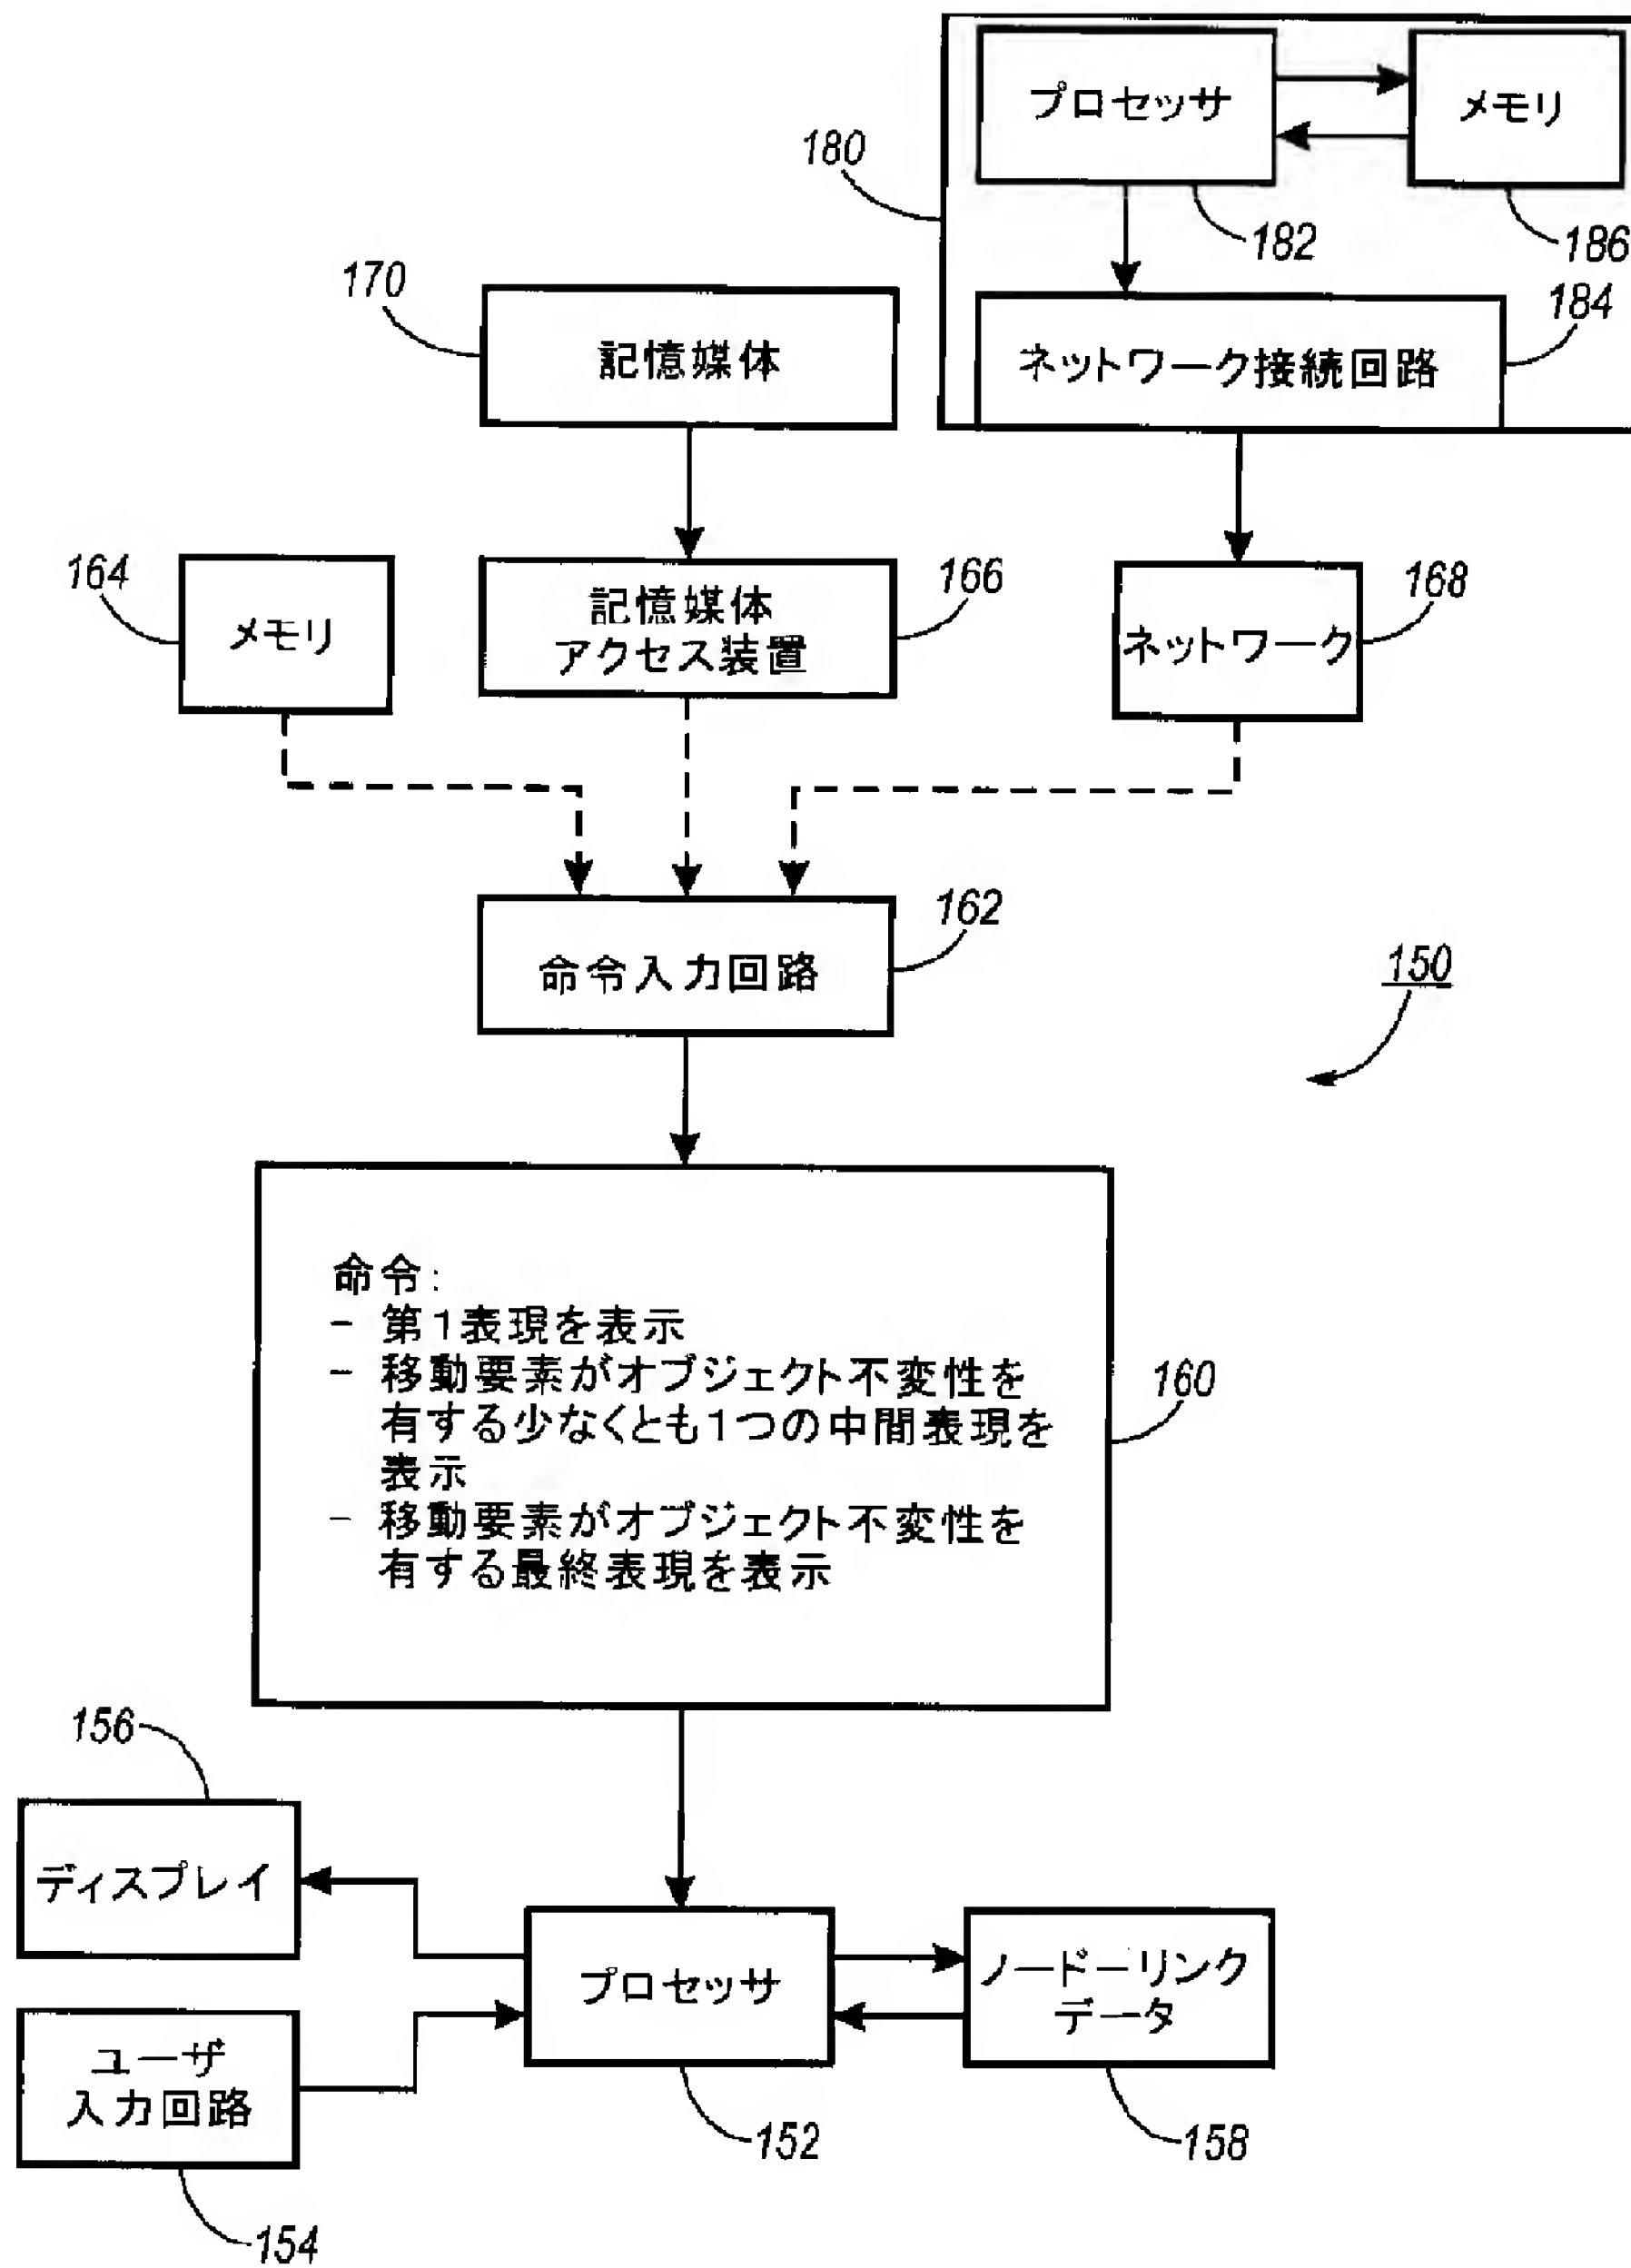 プロセッサ
メモリ
180
182
186
170
184
記憶媒体
ネットワーク接続回路
164
166
168
メモリ
記憶媒体
アクセス装置
ネットワーク
162
命令入力回路
150
命令:
- 第1表現を表示
- 移動要素がオブジェクト不変性を
有する少なくとも1つの中間表現を
表示
- 移動要素がオブジェクト不変性を
有する最終表現を表示
160
156
ディスプレイ
プロセッサ
ノードーリンク
データ
ユーザ
入力回路
152
158
154